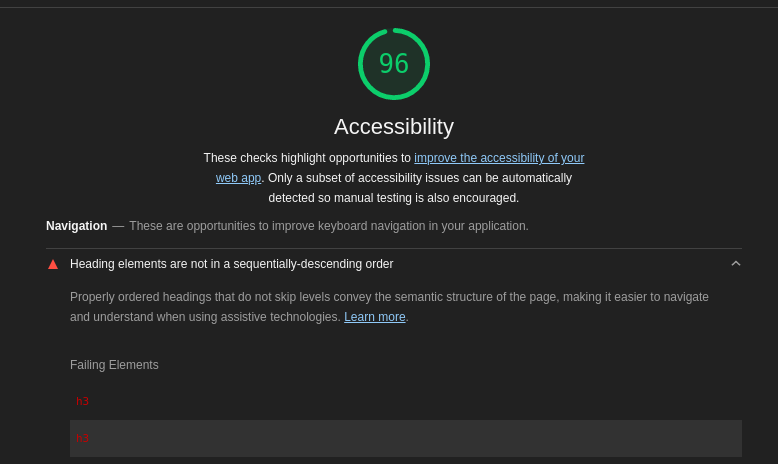 96
Accessibility
These checks highlight opportunities to improve the accessibility of your
web app. Only a subset of accessibility issues can be automatically
detected so manual testing is also encouraged.
Navigation — These are opportunities to improve keyboard navigation in your application.
Heading elements are not in a sequentially-descending order
Properly ordered headings that do not skip levels convey the semantic structure of the page, making it easier to navigate
and understand when using assistive technologies. Learn more.
Failing Elements
h3
h3